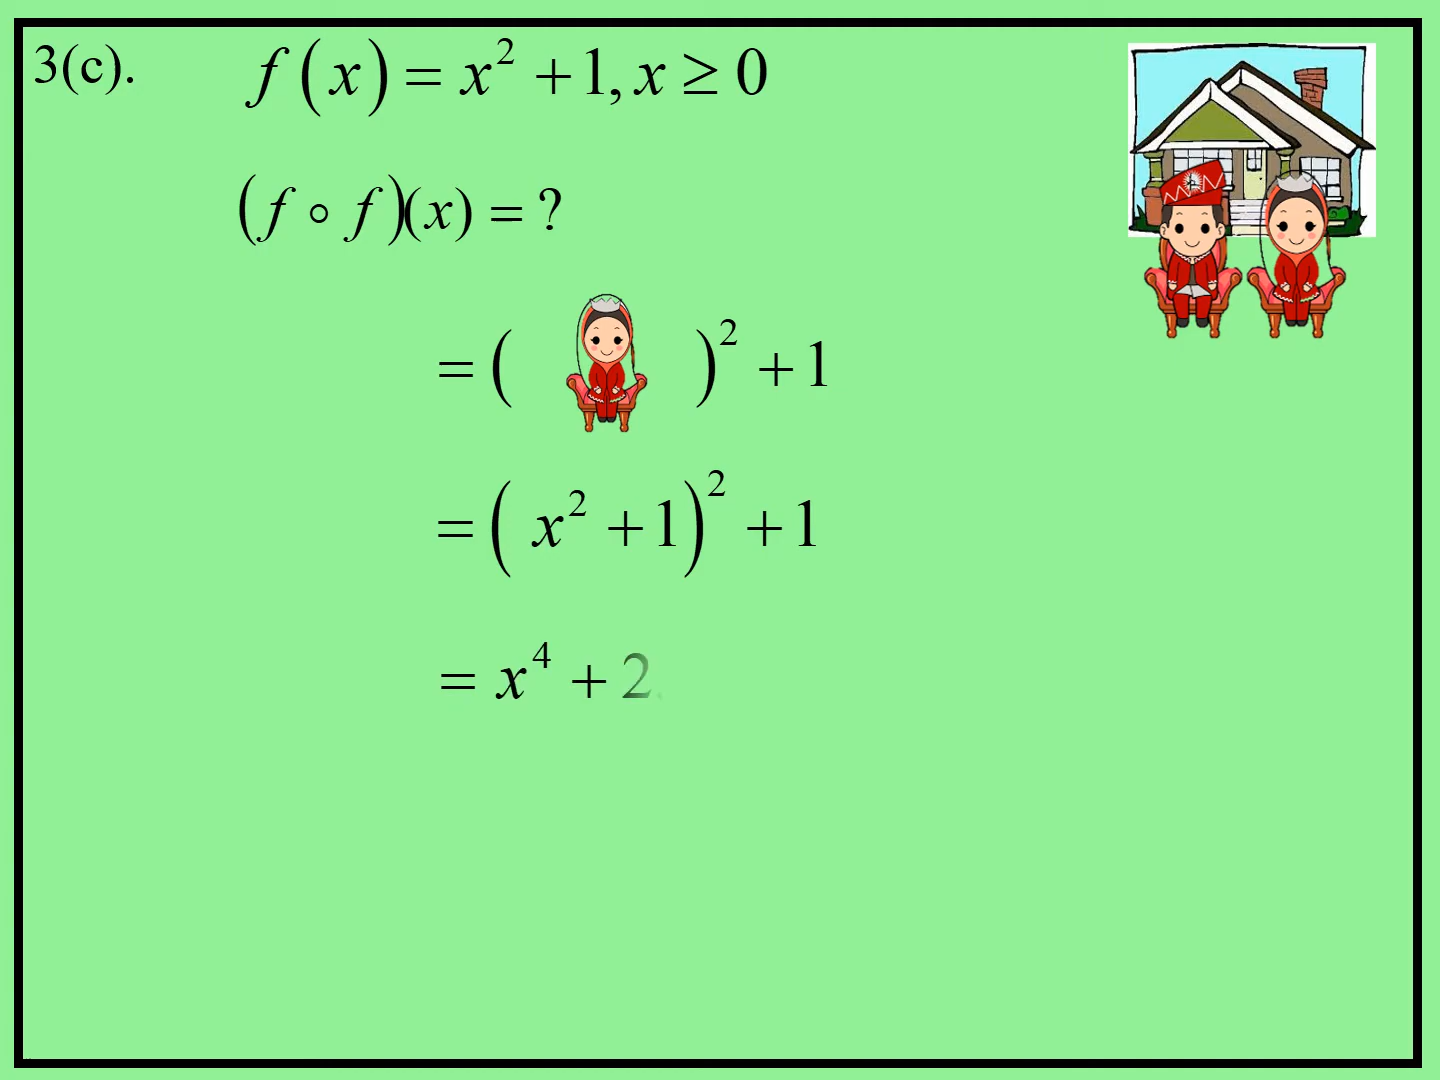 3(c). f(x) = x² + 1, x ≥ 0
(f ∘ f)(x) = ?
= ( )² + 1
= (x² + 1)² + 1
= x⁴ + 2